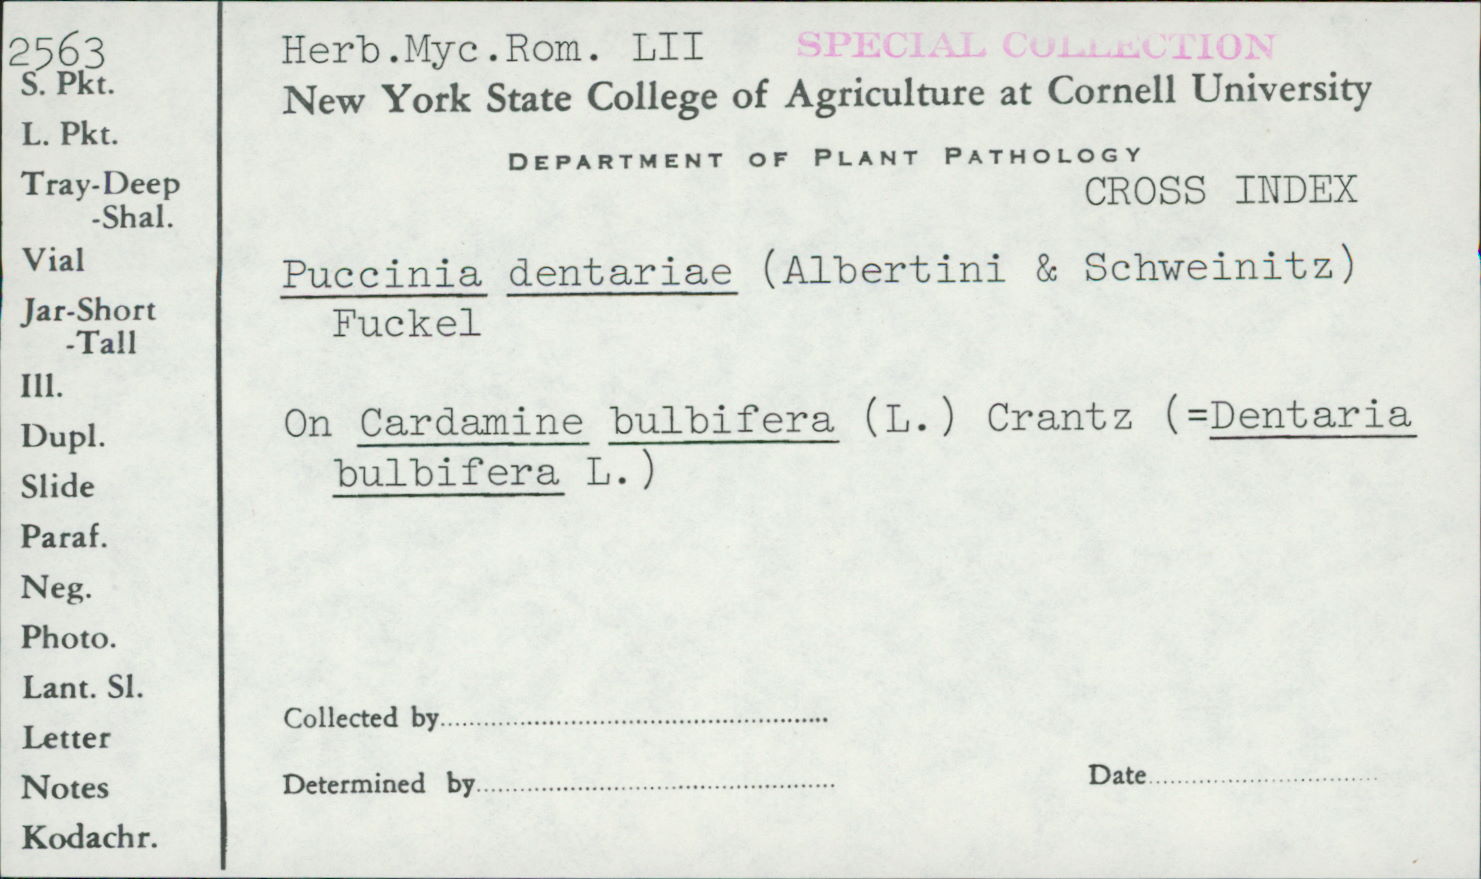 2563
S. Pkt.
L. Pkt.
Tray-Deep
-Shal.
Vial
Jar-Short
-Tall
Ill.
Dupl.
Slide
Paraf.
Neg.
Photo.
Lant. Sl.
Letter
Notes
Kodachr.
Herb.Myc.Rom. LII SPECIAL COLLECTION
New York State College of Agriculture at Cornell University
DEPARTMENT OF PLANT PATHOLOGY
CROSS INDEX
Puccinia dentariae (Albertini & Schweinitz)
Fuckel
On Cardamine bulbifera (L.) Crantz (=Dentaria
bulbifera L.)
Collected by
Determined by
Date